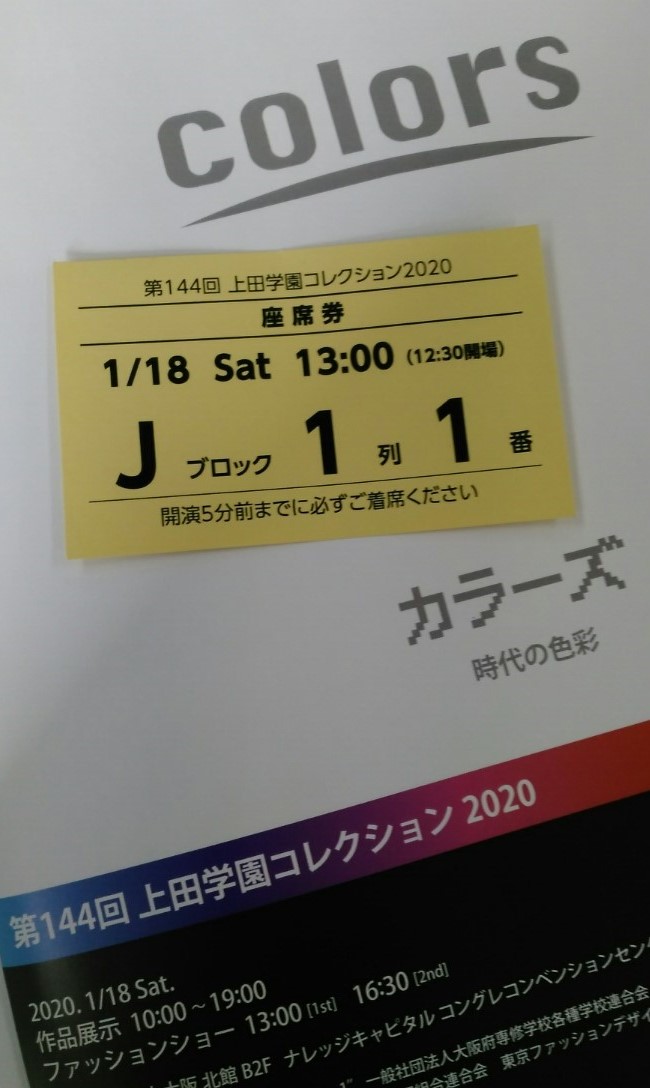 colors
第144回 上田学園コレクション2020
座席券
1/18 Sat 13:00 (12:30開場)
J ブロック 1 列 1 番
開演5分前までに必ずご着席ください
カラーズ
時代の色彩
第144回 上田学園コレクション 2020
2020. 1/18 Sat.
作品展示 10:00～19:00
ファッションショー 13:00 [1st] 16:30 [2nd]
大阪 北館 B2F ナレッジキャピタル コングレコンベンションセン
一般社団法人大阪府専修学校各種学校連合会
連合会 東京ファッションデザイ